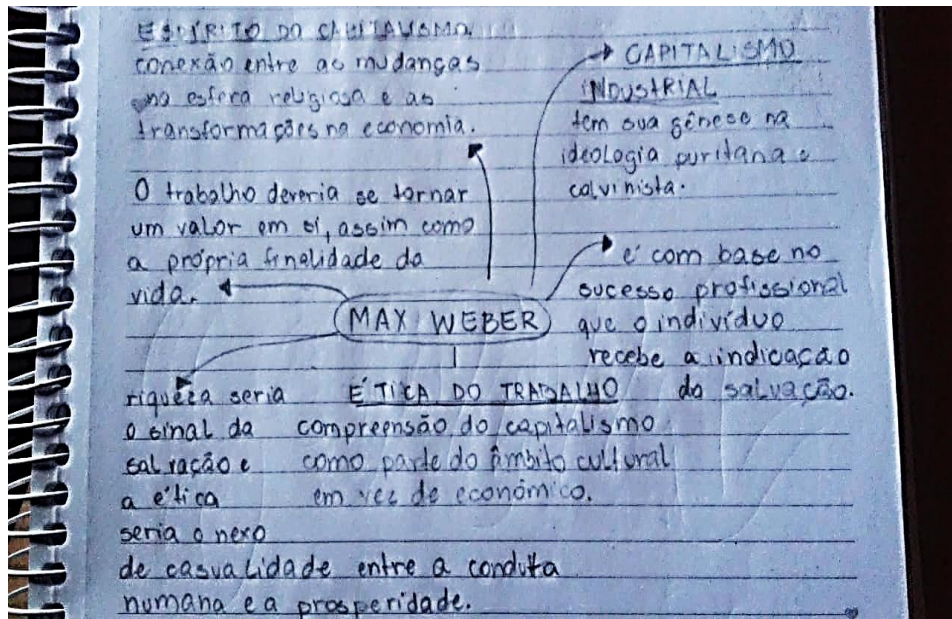 ESPÍRITO DO CAPITALISMO
conexão entre as mudanças
na esfera religiosa e as
transformações na economia.
CAPITALISMO
INDUSTRIAL
tem sua gênese na
ideologia puritana e
calvinista.
O trabalho deveria se tornar
um valor em si, assim como
a própria finalidade da
vida.
é com base no
sucesso profissional
que o indivíduo
recebe a indicação
da salvação.
MAX WEBER
riqueza seria
o sinal da
salvação e
a ética
seria o nexo
de casualidade entre a conduta
humana e a prosperidade.
ÉTICA DO TRABALHO
compreensão do capitalismo
como parte do âmbito cultural
em vez de econômico.